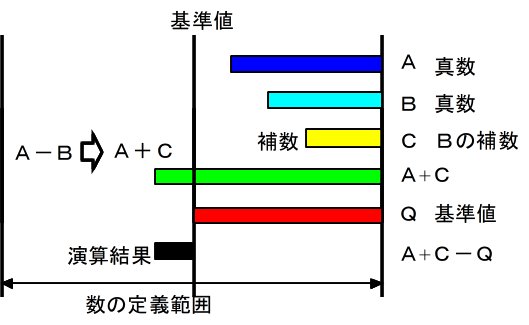 基準値
A 真数
B 真数
補数 C Bの補数
A-B ⇨ A+C
A+C
Q 基準値
演算結果 A+C-Q
数の定義範囲